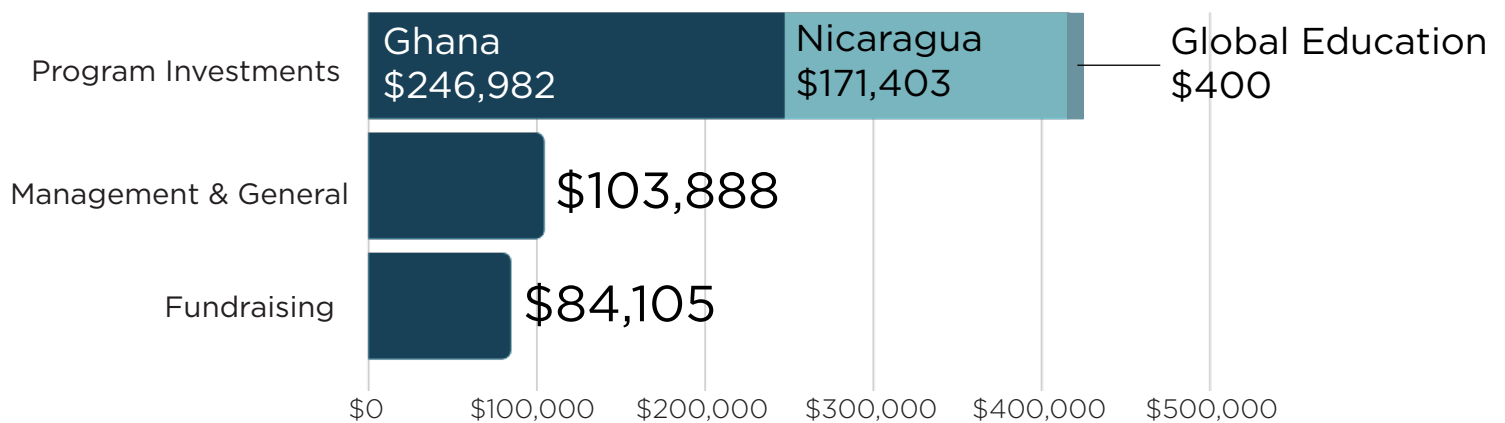 Program Investments
Ghana
$246,982
Nicaragua
$171,403
Global Education
$400
Management & General
$103,888
Fundraising
$84,105
$0 $100,000 $200,000 $300,000 $400,000 $500,000